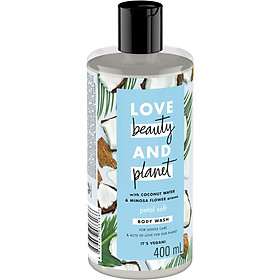 LOVE
beauty
AND
planet
with COCONUT WATER
& MIMOSA FLOWER aroma
petal soft
BODY WASH
FOR GENTLE CARE
& ACTS OF LOVE FOR OUR PLANET
IT'S VEGAN!
400 mL